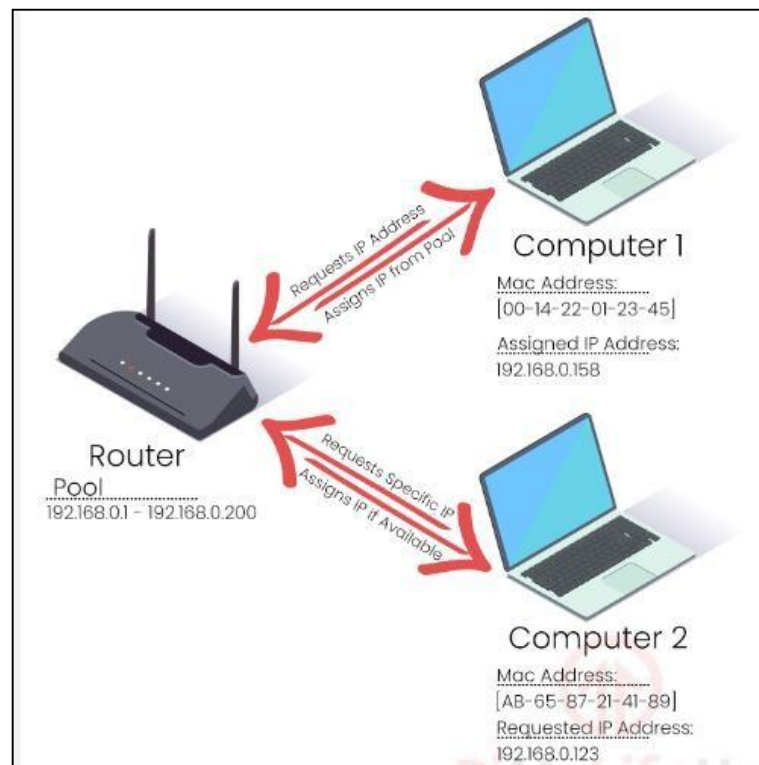 Requests IP Address
Assigns IP from Pool
Computer 1
Mac Address:
[00-14-22-01-23-45]
Assigned IP Address:
192.168.0.158
Router
Pool
192.168.0.1 - 192.168.0.200
Requests Specific IP
Assigns IP if Available
Computer 2
Mac Address:
[AB-65-87-21-41-89]
Requested IP Address:
192.168.0.123